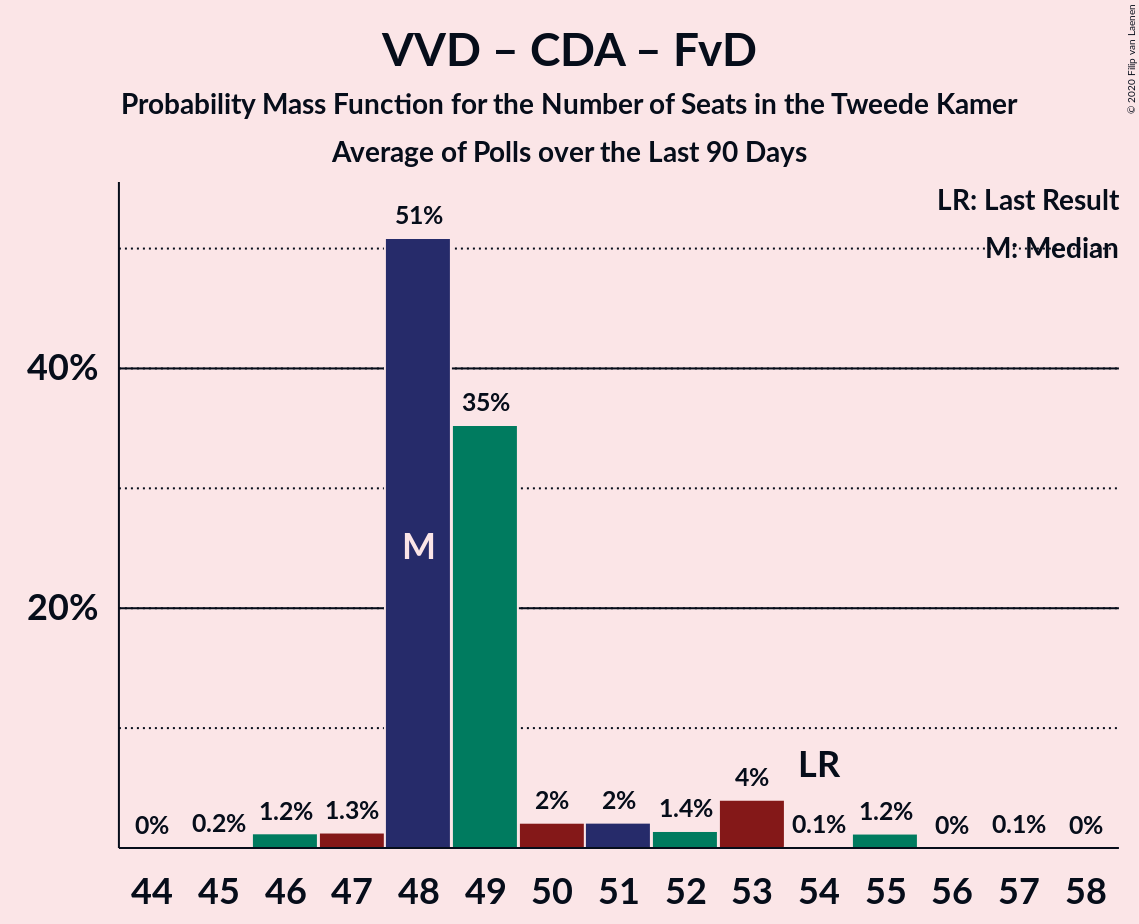 VVD – CDA – FvD
Probability Mass Function for the Number of Seats in the Tweede Kamer
Average of Polls over the Last 90 Days
© 2020 Filip van Laenen
LR: Last Result
M: Median
51%
40%
35%
M
20%
LR
0% 0.2% 1.2% 1.3% 2% 2% 1.4% 4% 0.1% 1.2% 0% 0.1% 0%
44 45 46 47 48 49 50 51 52 53 54 55 56 57 58